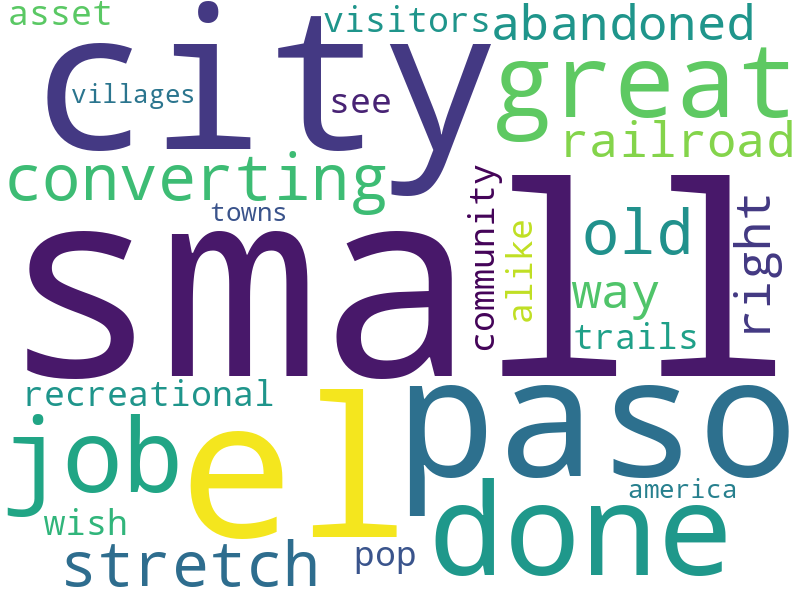 asset
visitors
abandoned
city
villages
see
great
railroad
converting
towns
small
community
alike
old
right
way
trails
recreational
job
el
paso
america
wish
done
stretch
pop